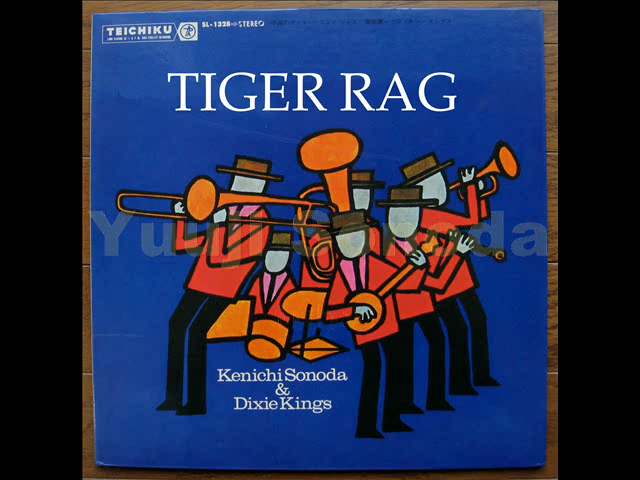 TEICHIKU
SL-1328 STEREO
TIGER RAG
Yuuji Sonoda
Kenichi Sonoda
&
Dixie Kings